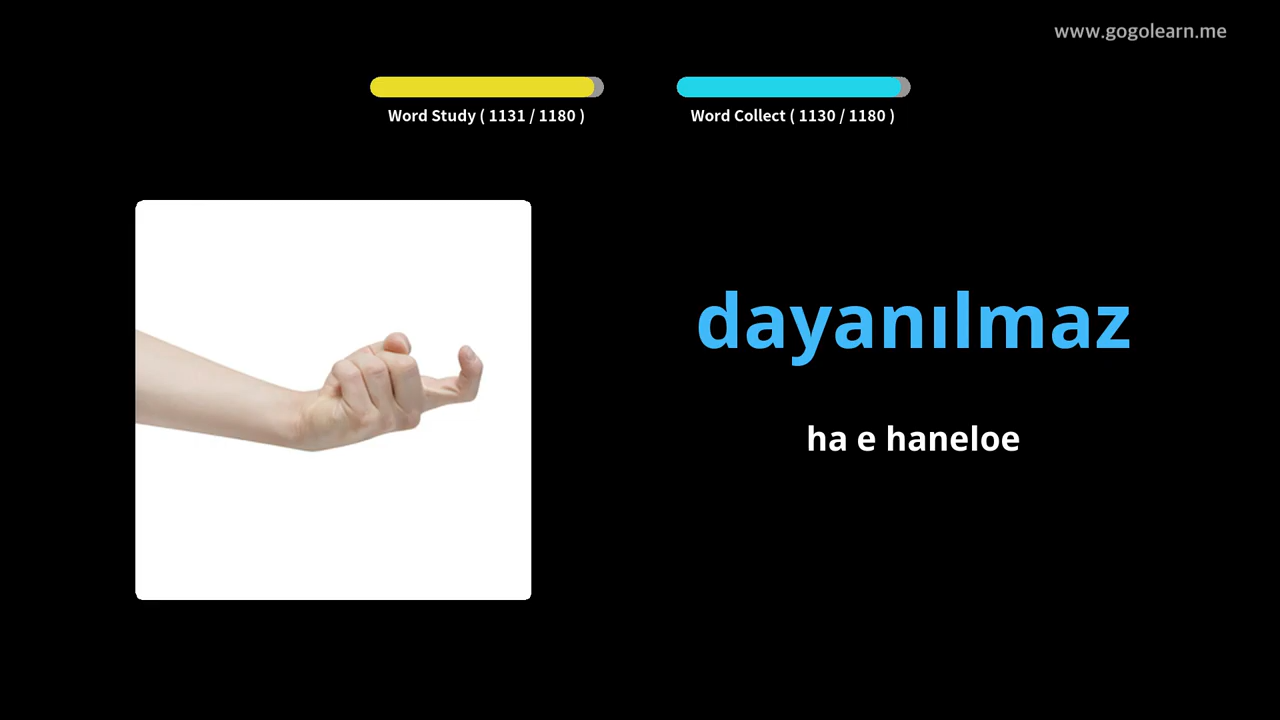 www.gogolearn.me
Word Study ( 1131 / 1180 )
Word Collect ( 1130 / 1180 )
dayanılmaz
ha e haneloe